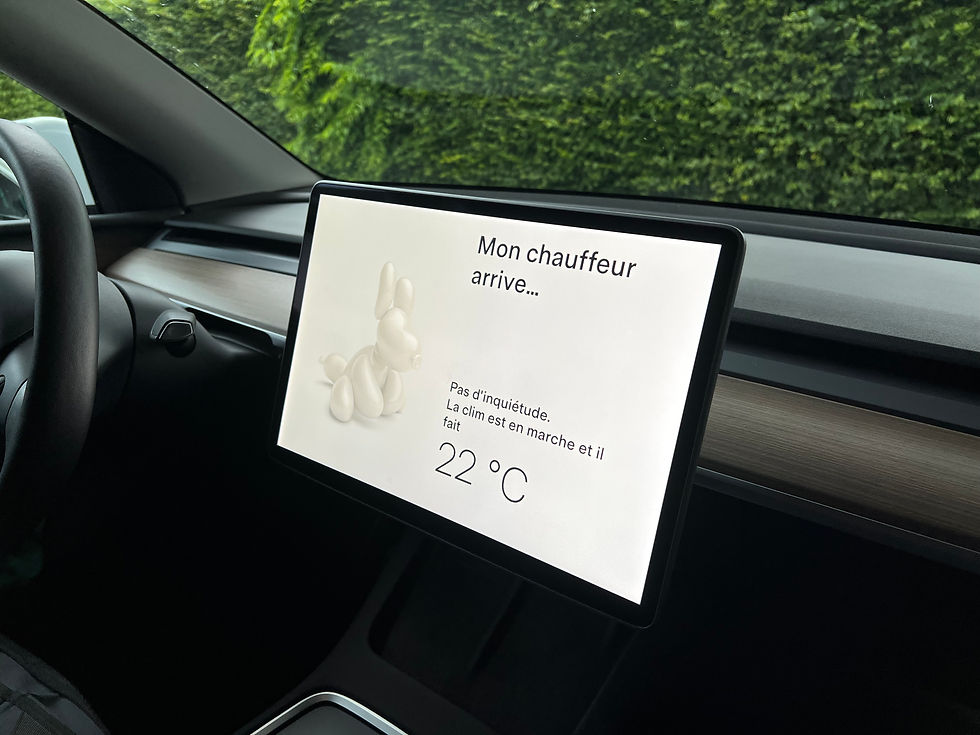 Mon chauffeur
arrive...
Pas d'inquiétude.
La clim est en marche et il
fait
22 °C